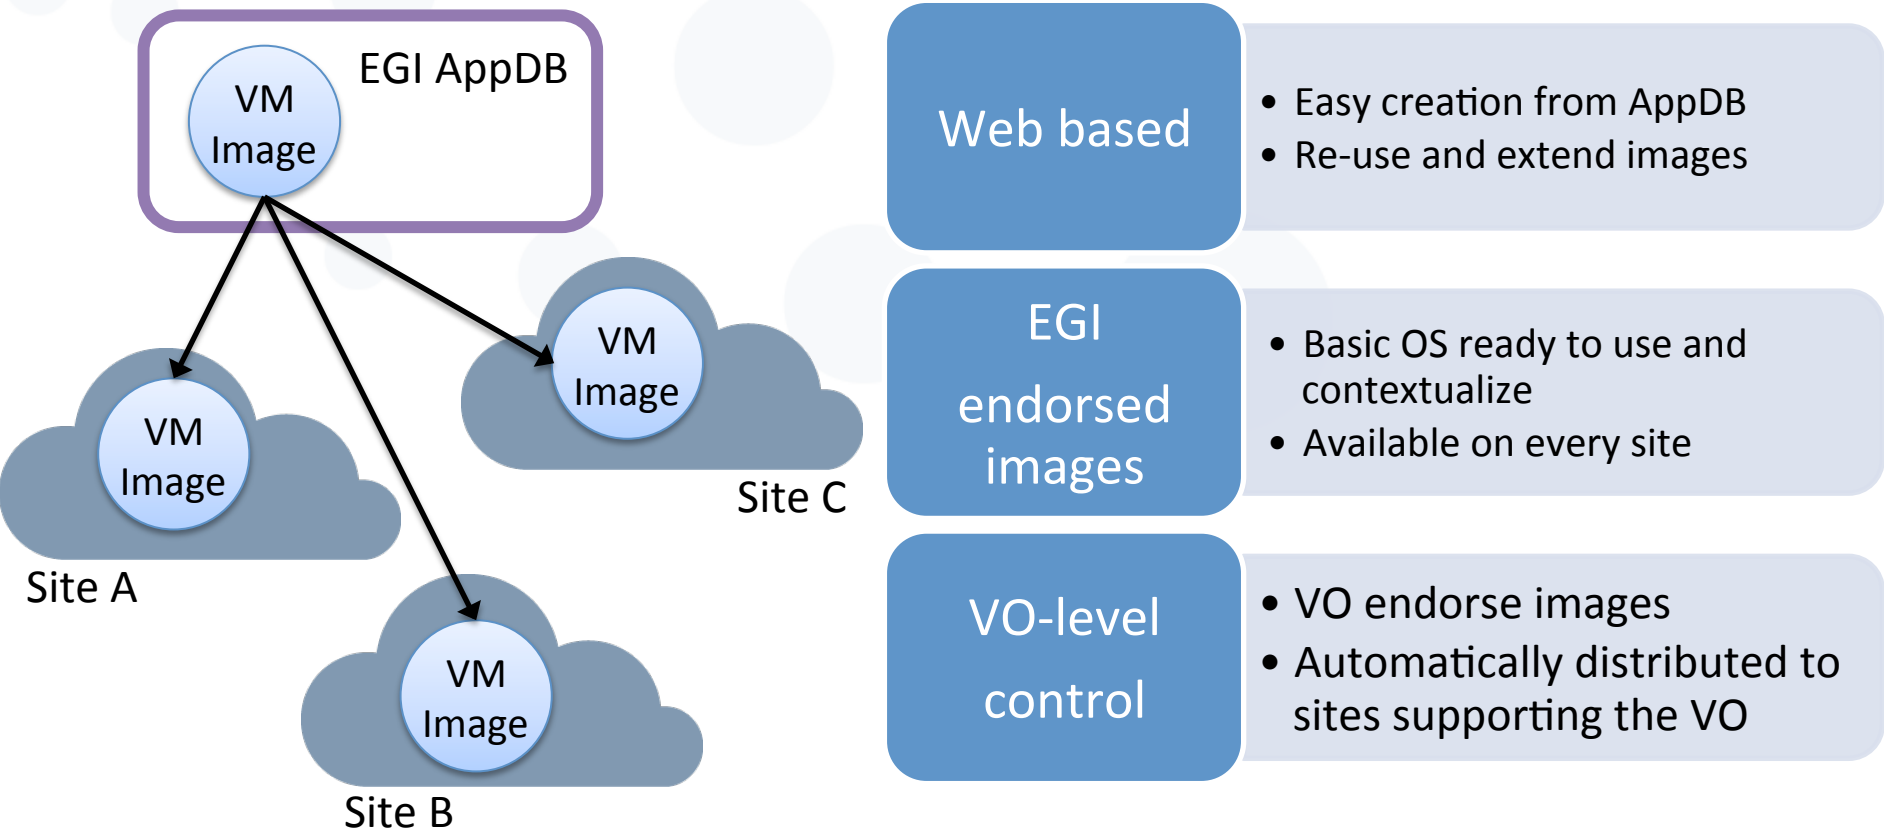 EGI AppDB
VM
Image
VM
Image
Site C
VM
Image
Site A
VM
Image
Site B
Web based
• Easy creation from AppDB
• Re-use and extend images
EGI
endorsed
images
• Basic OS ready to use and
contextualize
• Available on every site
VO-level
control
• VO endorse images
• Automatically distributed to
sites supporting the VO